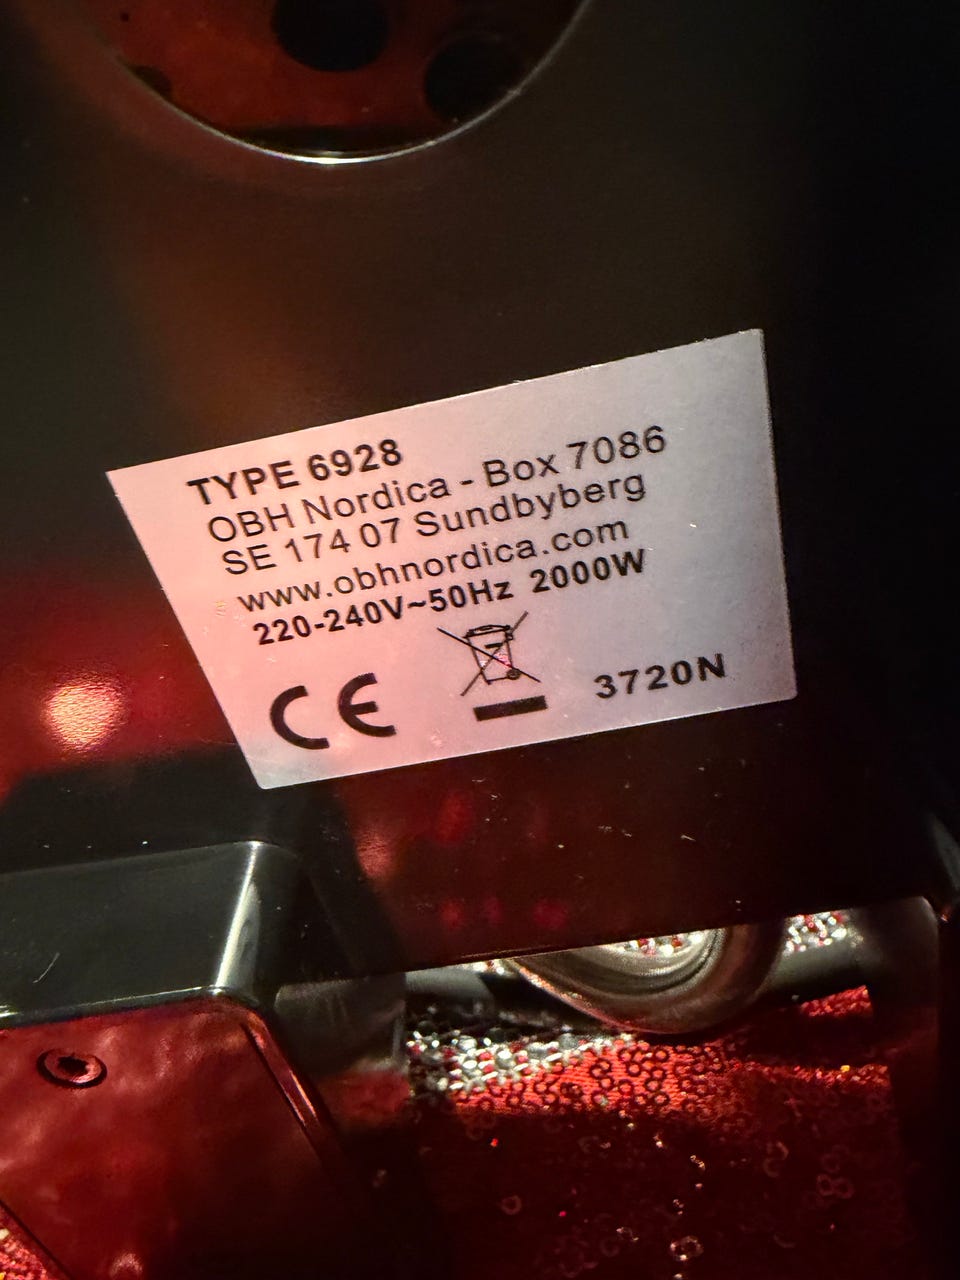 TYPE 6928
OBH Nordica - Box 7086
SE 174 07 Sundbyberg
www.obhnordica.com
220-240V~50Hz 2000W
CE
3720N